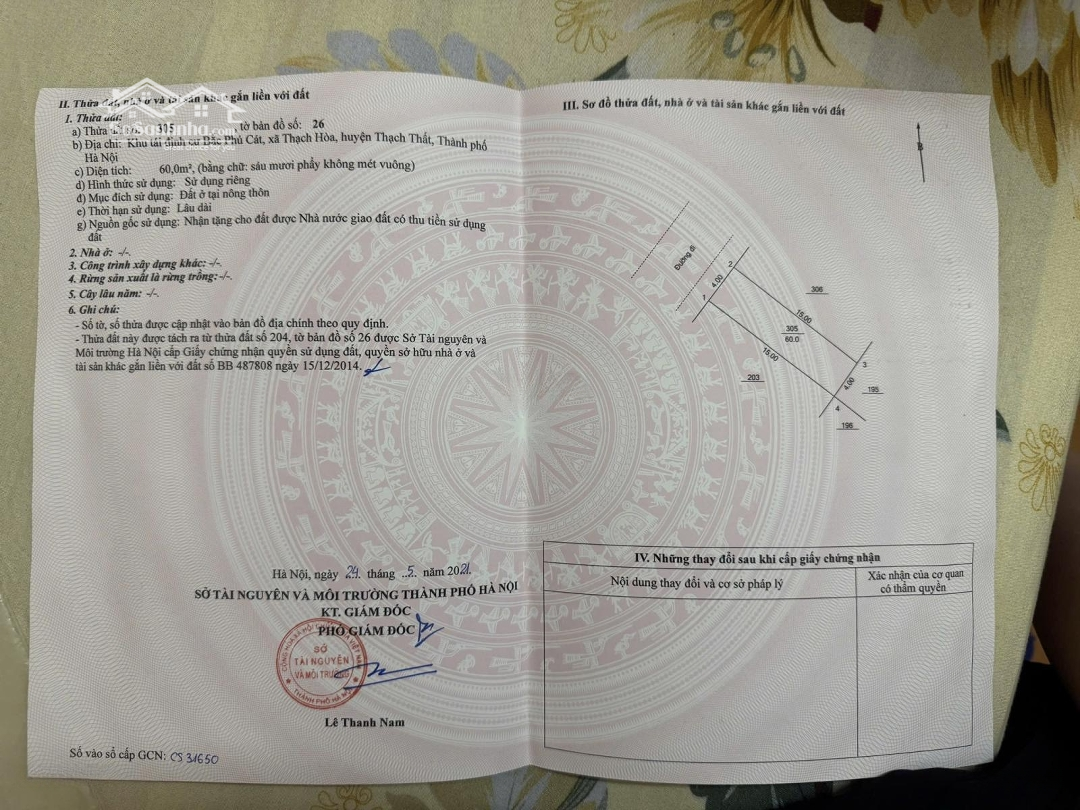 II. Thửa đất, nhà ở và tài sản khác gắn liền với đất
1. Thửa đất:
a) Thửa đất số: 305 tờ bản đồ số: 26
b) Địa chỉ: Khu tái định cư Bắc Phú Cát, xã Thạch Hòa, huyện Thạch Thất, Thành phố
Hà Nội
c) Diện tích: 60,0m², (bằng chữ: sáu mươi phẩy không mét vuông)
d) Hình thức sử dụng: Sử dụng riêng
đ) Mục đích sử dụng: Đất ở tại nông thôn
e) Thời hạn sử dụng: Lâu dài
g) Nguồn gốc sử dụng: Nhận tặng cho đất được Nhà nước giao đất có thu tiền sử dụng
đất
2. Nhà ở: -/-.
3. Công trình xây dựng khác: -/-.
4. Rừng sản xuất là rừng trồng: -/-.
5. Cây lâu năm: -/-.
6. Ghi chú:
- Số tờ, số thửa được cập nhật vào bản đồ địa chính theo quy định.
- Thửa đất này được tách ra từ thửa đất số 204, tờ bản đồ số 26 được Sở Tài nguyên và
Môi trường Hà Nội cấp Giấy chứng nhận quyền sử dụng đất, quyền sở hữu nhà ở và
tài sản khác gắn liền với đất số BB 487808 ngày 15/12/2014.
Hà Nội, ngày 24 tháng 5 năm 2021
SỞ TÀI NGUYÊN VÀ MÔI TRƯỜNG THÀNH PHỐ HÀ NỘI
KT. GIÁM ĐỐC
PHÓ GIÁM ĐỐC
SỞ
TÀI NGUYÊN
VÀ MÔI TRƯỜNG
THÀNH PHỐ HÀ NỘI
Lê Thanh Nam
Số vào sổ cấp GCN: CS 31650
III. Sơ đồ thửa đất, nhà ở và tài sản khác gắn liền với đất
B
Đường đi
2
4.00
1
306
15.00
305
60.0
15.00
3
203
4.00
195
4
196
IV. Những thay đổi sau khi cấp giấy chứng nhận
Nội dung thay đổi và cơ sở pháp lý
Xác nhận của cơ quan
có thẩm quyền